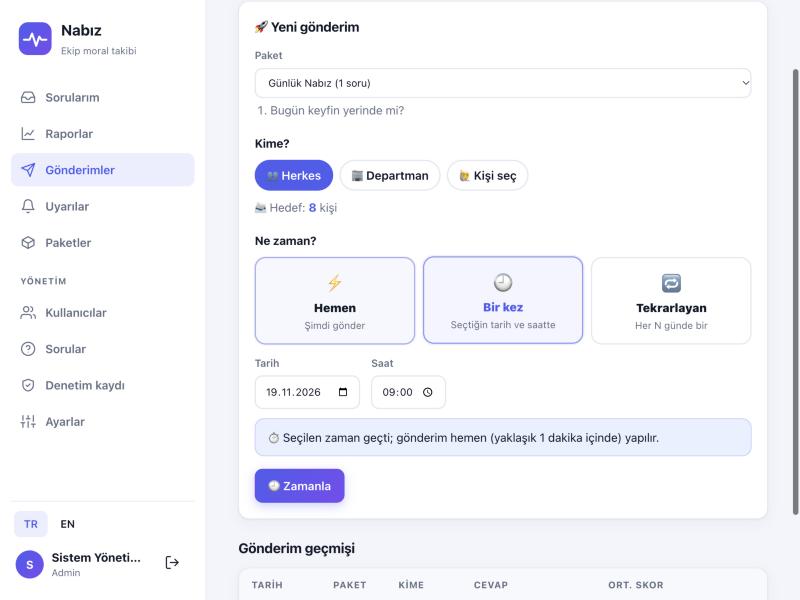 Nabız
Ekip moral takibi
Sorularım
Raporlar
Gönderimler
Uyarılar
Paketler
YÖNETİM
Kullanıcılar
Sorular
Denetim kaydı
Ayarlar
TR EN
S
Sistem Yöneti...
Admin
🚀 Yeni gönderim
Paket
Günlük Nabız (1 soru)
1. Bugün keyfin yerinde mi?
Kime?
Herkes Departman Kişi seç
Hedef: 8 kişi
Ne zaman?
Hemen
Şimdi gönder
Bir kez
Seçtiğin tarih ve saatte
Tekrarlayan
Her N günde bir
Tarih Saat
19.11.2026 09:00
Seçilen zaman geçti; gönderim hemen (yaklaşık 1 dakika içinde) yapılır.
Zamanla
Gönderim geçmişi
TARİH PAKET KİME CEVAP ORT. SKOR